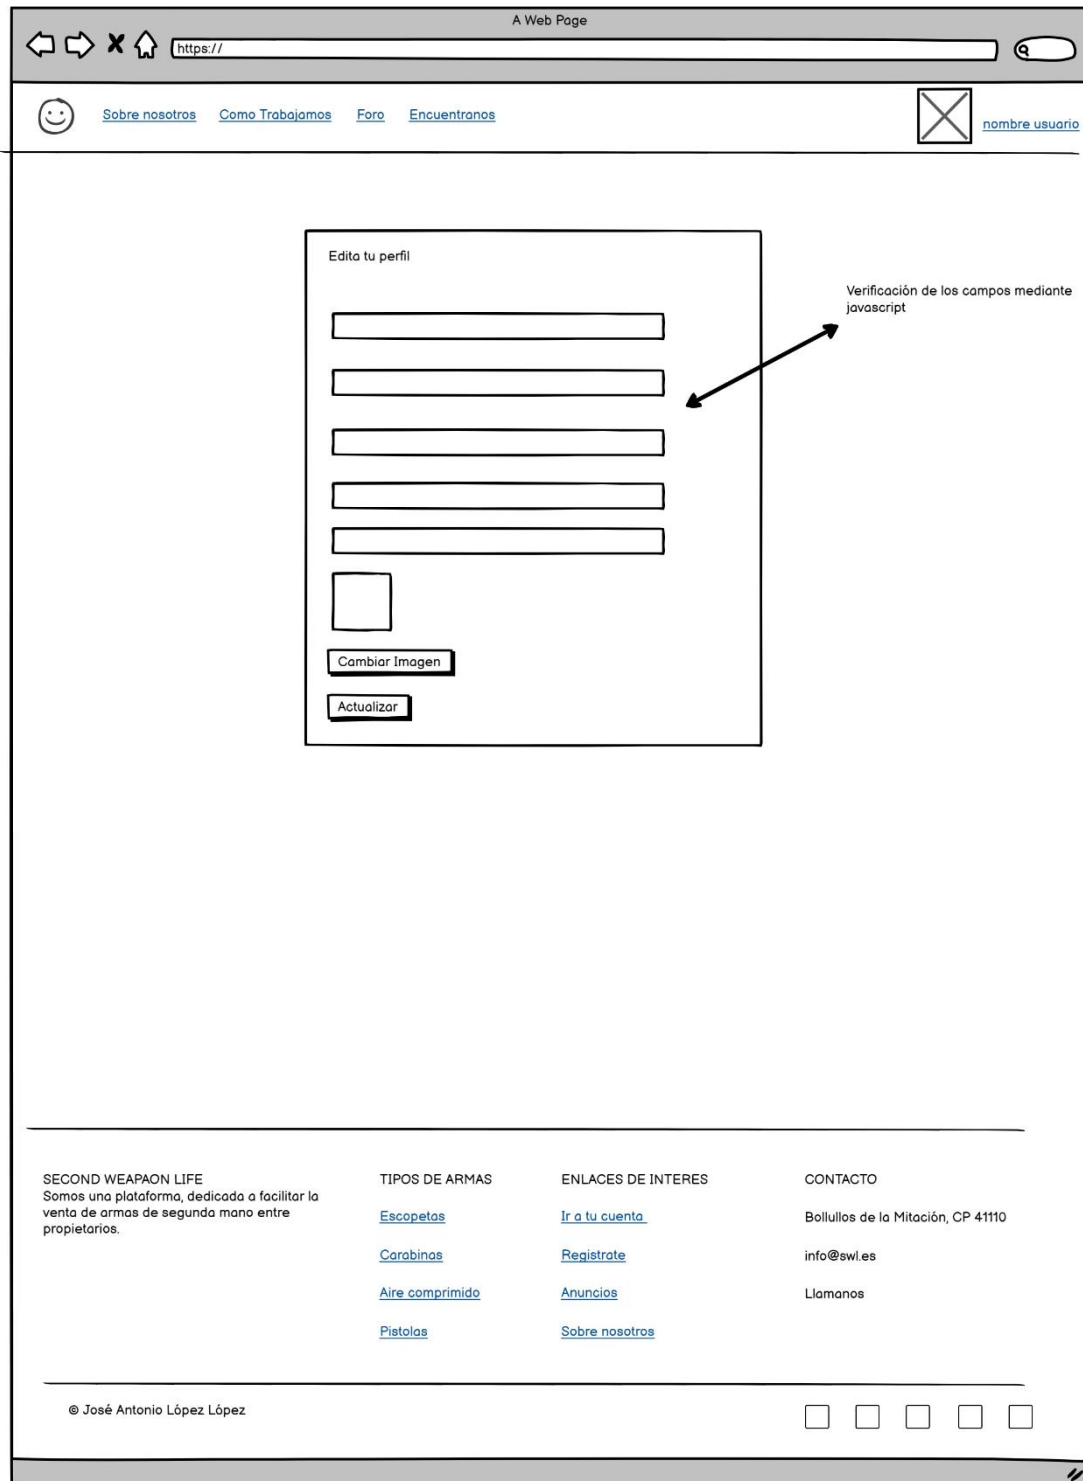 A Web Page
https://
Sobre nosotros Como Trabajamos Foro Encuentranos
nombre usuario
Edita tu perfil
Verificación de los campos mediante
javascript
Cambiar Imagen
Actualizar
SECOND WEAPAON LIFE
Somos una plataforma, dedicada a facilitar la
venta de armas de segunda mano entre
propietarios.
TIPOS DE ARMAS
Escopetas
Carabinas
Aire comprimido
Pistolas
ENLACES DE INTERES
Ir a tu cuenta
Registrate
Anuncios
Sobre nosotros
CONTACTO
Bollullos de la Mitación, CP 41110
info@swl.es
Llamanos
© José Antonio López López